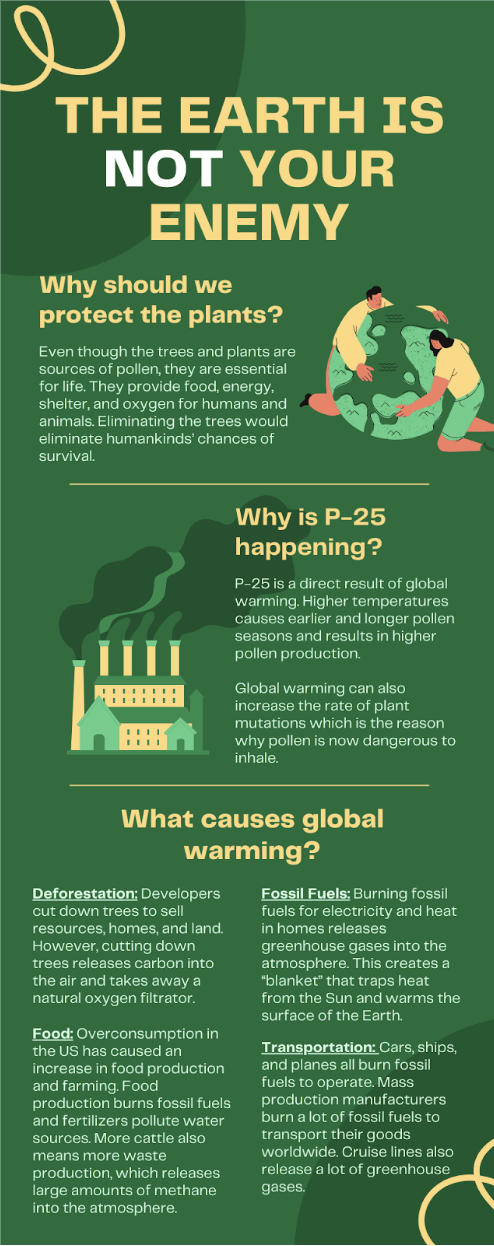 THE EARTH IS
NOT YOUR
ENEMY
Why should we
protect the plants?
Even though the trees and plants are
sources of pollen, they are essential
for life. They provide food, energy,
shelter, and oxygen for humans and
animals. Eliminating the trees would
eliminate humankinds' chances of
survival.
Why is P-25
happening?
P-25 is a direct result of global
warming. Higher temperatures
causes earlier and longer pollen
seasons and results in higher
pollen production.
Global warming can also
increase the rate of plant
mutations which is the reason
why pollen is now dangerous to
inhale.
What causes global
warming?
Deforestation: Developers
cut down trees to sell
resources, homes, and land.
However, cutting down
trees releases carbon into
the air and takes away a
natural oxygen filtrator.
Food: Overconsumption in
the US has caused an
increase in food production
and farming. Food
production burns fossil fuels
and fertilizers pollute water
sources. More cattle also
means more waste
production, which releases
large amounts of methane
into the atmosphere.
Fossil Fuels: Burning fossil
fuels for electricity and heat
in homes releases
greenhouse gases into the
atmosphere. This creates a
"blanket" that traps heat
from the Sun and warms the
surface of the Earth.
Transportation: Cars, ships,
and planes all burn fossil
fuels to operate. Mass
production manufacturers
burn a lot of fossil fuels to
transport their goods
worldwide. Cruise lines also
release a lot of greenhouse
gases.